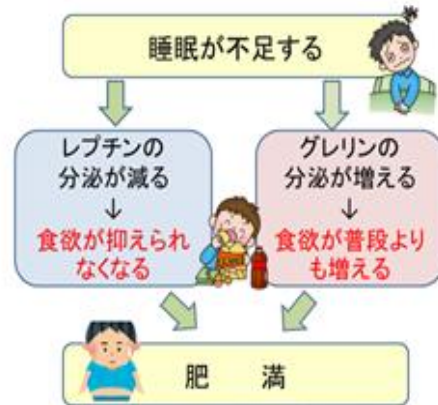 睡眠が不足する
レプチンの
分泌が減る
↓
食欲が抑えられ
なくなる
グレリンの
分泌が増える
↓
食欲が普段より
も増える
肥　満